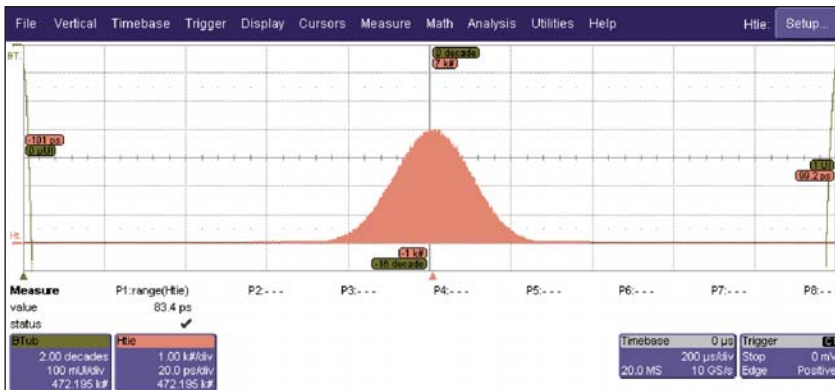 File Vertical Timebase Trigger Display Cursors Measure Math Analysis Utilities Help Htie: Setup...
BT.
0 decade
7 k#
-101 ps
0 µUI
1 UI
99.2 ps
Ht.
-1 k#
-16 decade
Measure P1:range(Htie) P2:- - - P3:- - - P4:- - - P5:- - - P6:- - - P7:- - - P8:- - -
value 83.4 ps
status ✔
BTub Htie Timebase 0 µs Trigger C1
2.00 decades 1.00 k#/div 200 µs/div Stop 0 mV
100 mUI/div 20.0 ps/div 20.0 MS 10 GS/s Edge Positive
472.195 k# 472.195 k#